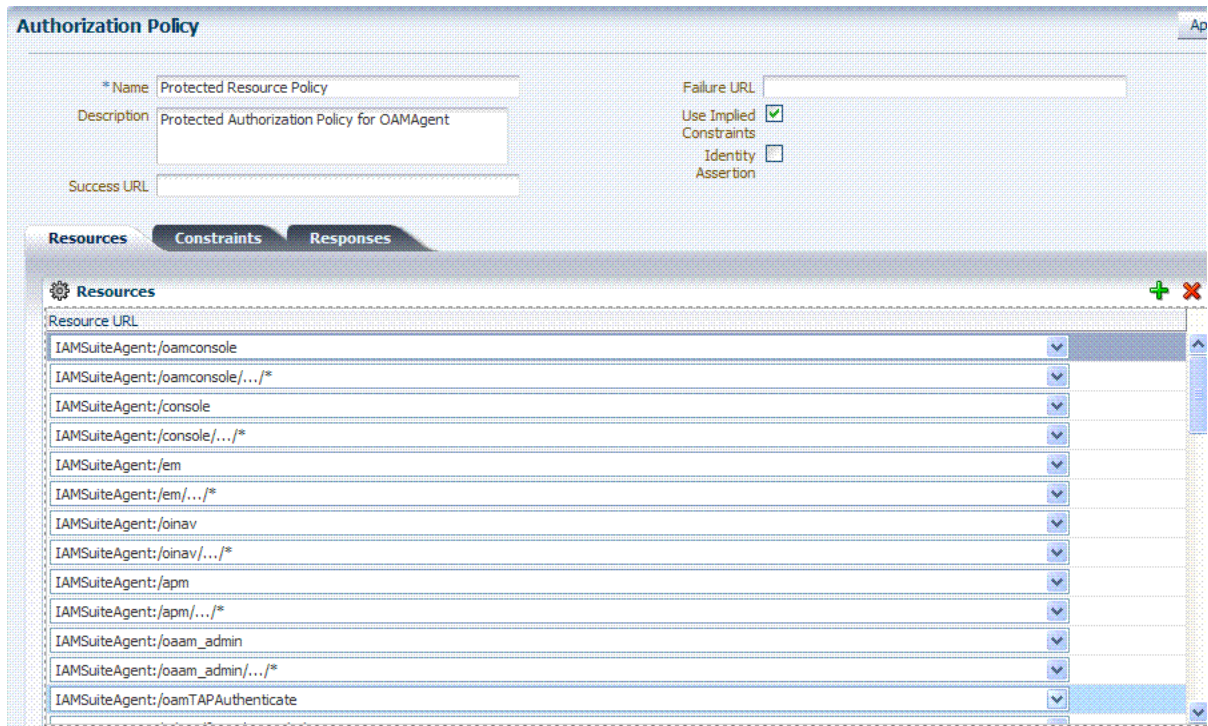 Authorization Policy
Ap
* Name Protected Resource Policy
Description Protected Authorization Policy for OAMAgent
Success URL
Failure URL
Use Implied
Constraints
Identity
Assertion
Resources Constraints Responses
Resources
Resource URL
IAMSuiteAgent:/oamconsole
IAMSuiteAgent:/oamconsole/.../*
IAMSuiteAgent:/console
IAMSuiteAgent:/console/.../*
IAMSuiteAgent:/em
IAMSuiteAgent:/em/.../*
IAMSuiteAgent:/oinav
IAMSuiteAgent:/oinav/.../*
IAMSuiteAgent:/apm
IAMSuiteAgent:/apm/.../*
IAMSuiteAgent:/oaam_admin
IAMSuiteAgent:/oaam_admin/.../*
IAMSuiteAgent:/oamTAPAuthenticate